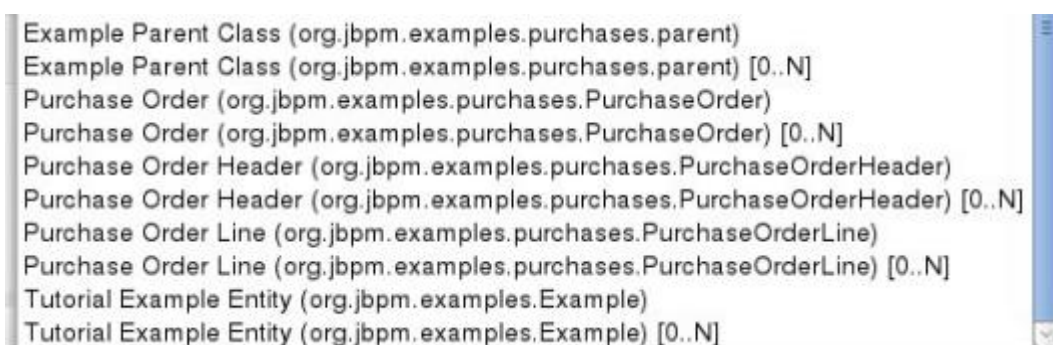 Example Parent Class (org.jbpm.examples.purchases.parent)
Example Parent Class (org.jbpm.examples.purchases.parent) [0..N]
Purchase Order (org.jbpm.examples.purchases.PurchaseOrder)
Purchase Order (org.jbpm.examples.purchases.PurchaseOrder) [0..N]
Purchase Order Header (org.jbpm.examples.purchases.PurchaseOrderHeader)
Purchase Order Header (org.jbpm.examples.purchases.PurchaseOrderHeader) [0..N]
Purchase Order Line (org.jbpm.examples.purchases.PurchaseOrderLine)
Purchase Order Line (org.jbpm.examples.purchases.PurchaseOrderLine) [0..N]
Tutorial Example Entity (org.jbpm.examples.Example)
Tutorial Example Entity (org.jbpm.examples.Example) [0..N]